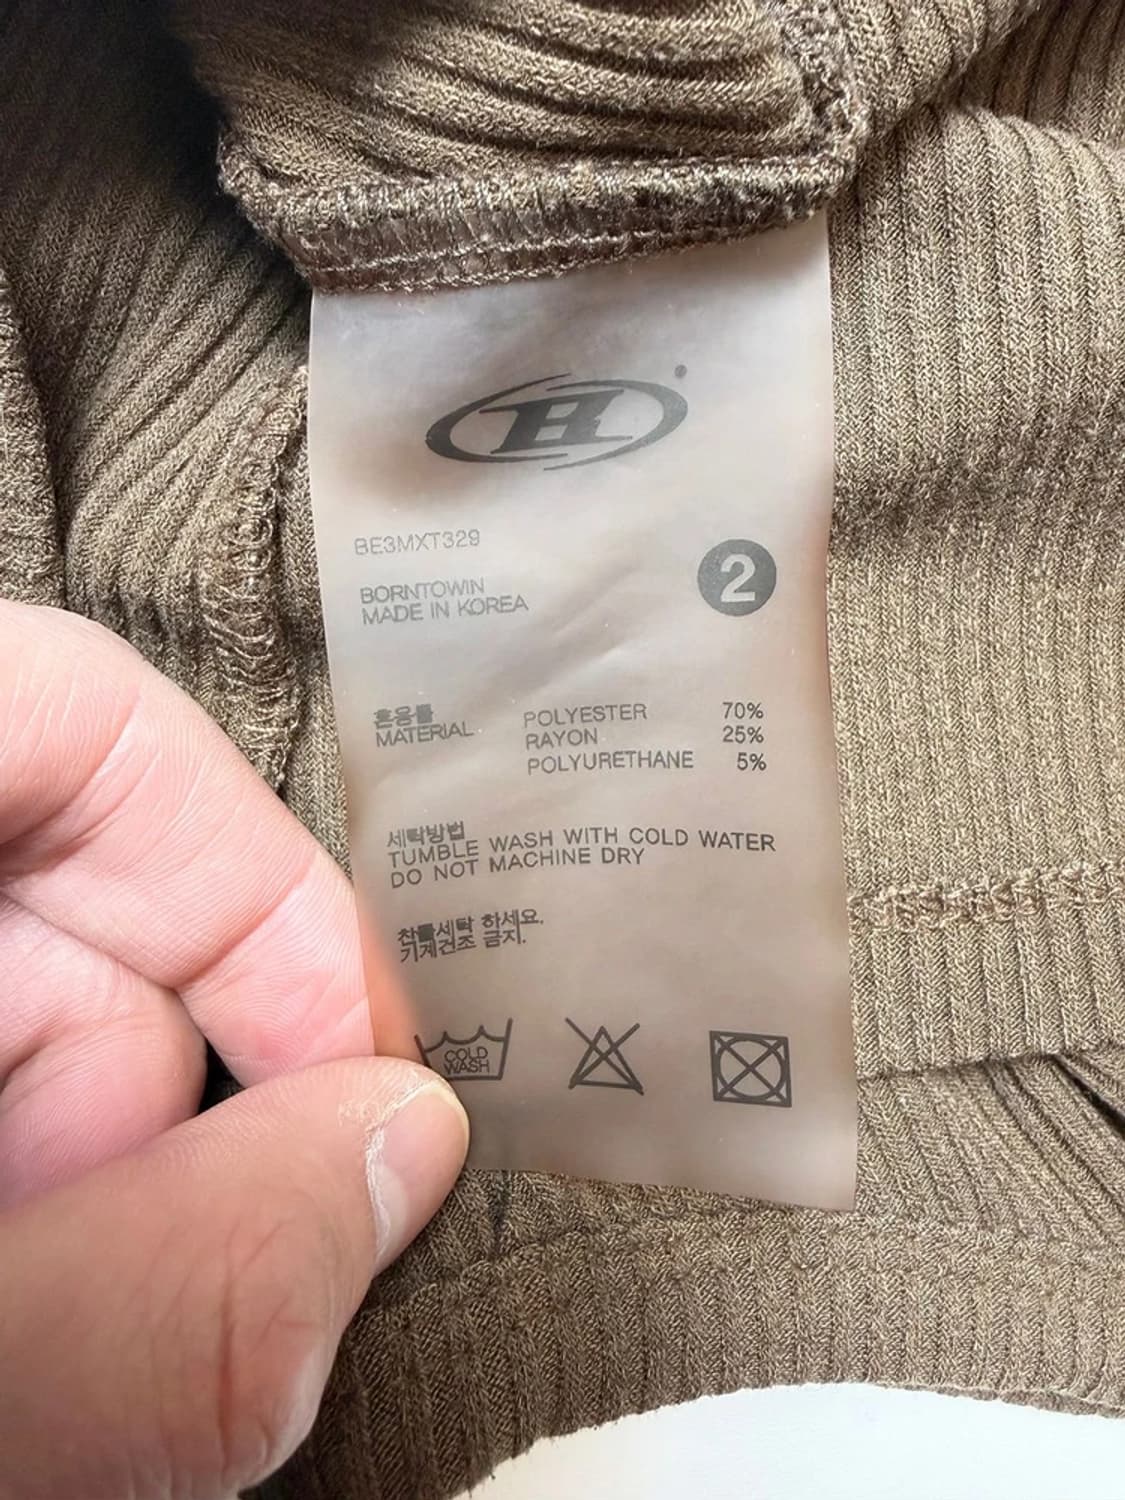 B
BE3MXT329
2
BORNTOWIN
MADE IN KOREA
혼용률
MATERIAL
POLYESTER 70%
RAYON 25%
POLYURETHANE 5%
세탁방법
TUMBLE WASH WITH COLD WATER
DO NOT MACHINE DRY
찬물세탁 하세요.
기계건조 금지.
COLD
WASH